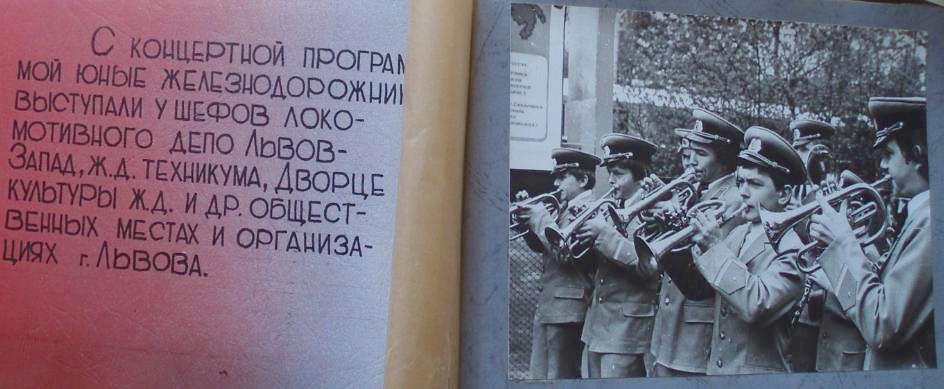 С КОНЦЕРТНОЙ ПРОГРАМ
МОЙ ЮНЫЕ ЖЕЛЕЗНОДОРОЖНИК
ВЫСТУПАЛИ У ШЕФОВ ЛОКО-
МОТИВНОГО ДЕПО ЛЬВОВ-
ЗАПАД, Ж.Д. ТЕХНИКУМА, ДВОРЦЕ
КУЛЬТУРЫ Ж.Д. И ДР. ОБЩЕСТ-
ВЕННЫХ МЕСТАХ И ОРГАНИЗА-
ЦИЯХ г. ЛЬВОВА.